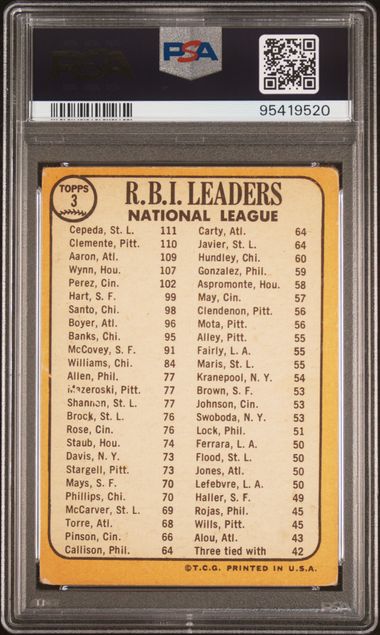 PSA
PSA
95419520
TOPPS
3
R.B.I. LEADERS
NATIONAL LEAGUE
Cepeda, St. L. 111
Clemente, Pitt. 110
Aaron, Atl. 109
Wynn, Hou. 107
Perez, Cin. 102
Hart, S. F. 99
Santo, Chi. 98
Boyer, Atl. 96
Banks, Chi. 95
McCovey, S. F. 91
Williams, Chi. 84
Allen, Phil. 77
Mazeroski, Pitt. 77
Shannon, St. L. 77
Brock, St. L. 76
Rose, Cin. 76
Staub, Hou. 74
Davis, N. Y. 73
Stargell, Pitt. 73
Mays, S. F. 70
Phillips, Chi. 70
McCarver, St. L. 69
Torre, Atl. 68
Pinson, Cin. 66
Callison, Phil. 64
Carty, Atl. 64
Javier, St. L. 64
Hundley, Chi. 60
Gonzalez, Phil. 59
Aspromonte, Hou. 58
May, Cin. 57
Clendenon, Pitt. 56
Mota, Pitt. 56
Alley, Pitt. 55
Fairly, L. A. 55
Maris, St. L. 55
Kranepool, N. Y. 54
Brown, S. F. 53
Johnson, Cin. 53
Swoboda, N. Y. 53
Lock, Phil. 51
Ferrara, L. A. 50
Flood, St. L. 50
Jones, Atl. 50
Lefebvre, L. A. 50
Haller, S. F. 49
Rojas, Phil. 45
Wills, Pitt. 45
Alou, Atl. 43
Three tied with 42
©T.C.G. PRINTED IN U.S.A.
PSA